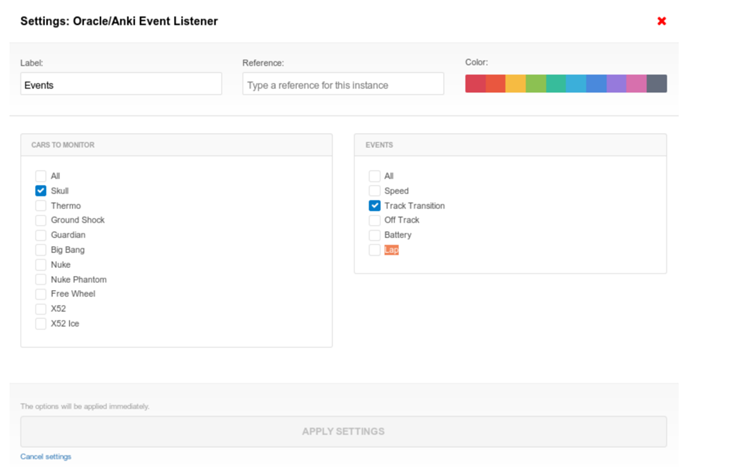 Settings: Oracle/Anki Event Listener
Label:
Reference:
Color:
Events
Type a reference for this instance
CARS TO MONITOR
All
Skull
Thermo
Ground Shock
Guardian
Big Bang
Nuke
Nuke Phantom
Free Wheel
X52
X52 Ice
EVENTS
All
Speed
Track Transition
Off Track
Battery
Lap
The options will be applied immediately.
APPLY SETTINGS
Cancel settings